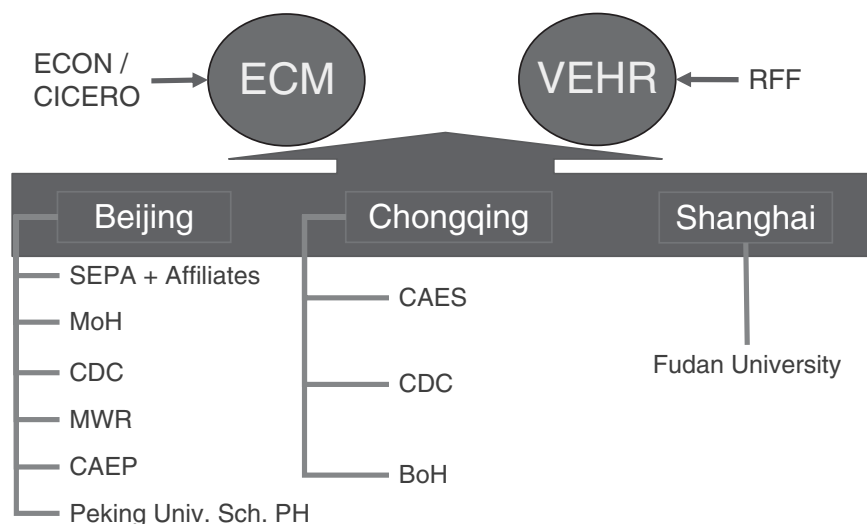 ECON /
CICERO
ECM
VEHR
RFF
Beijing
Chongqing
Shanghai
SEPA + Affiliates
MoH
CDC
MWR
CAEP
Peking Univ. Sch. PH
CAES
CDC
BoH
Fudan University